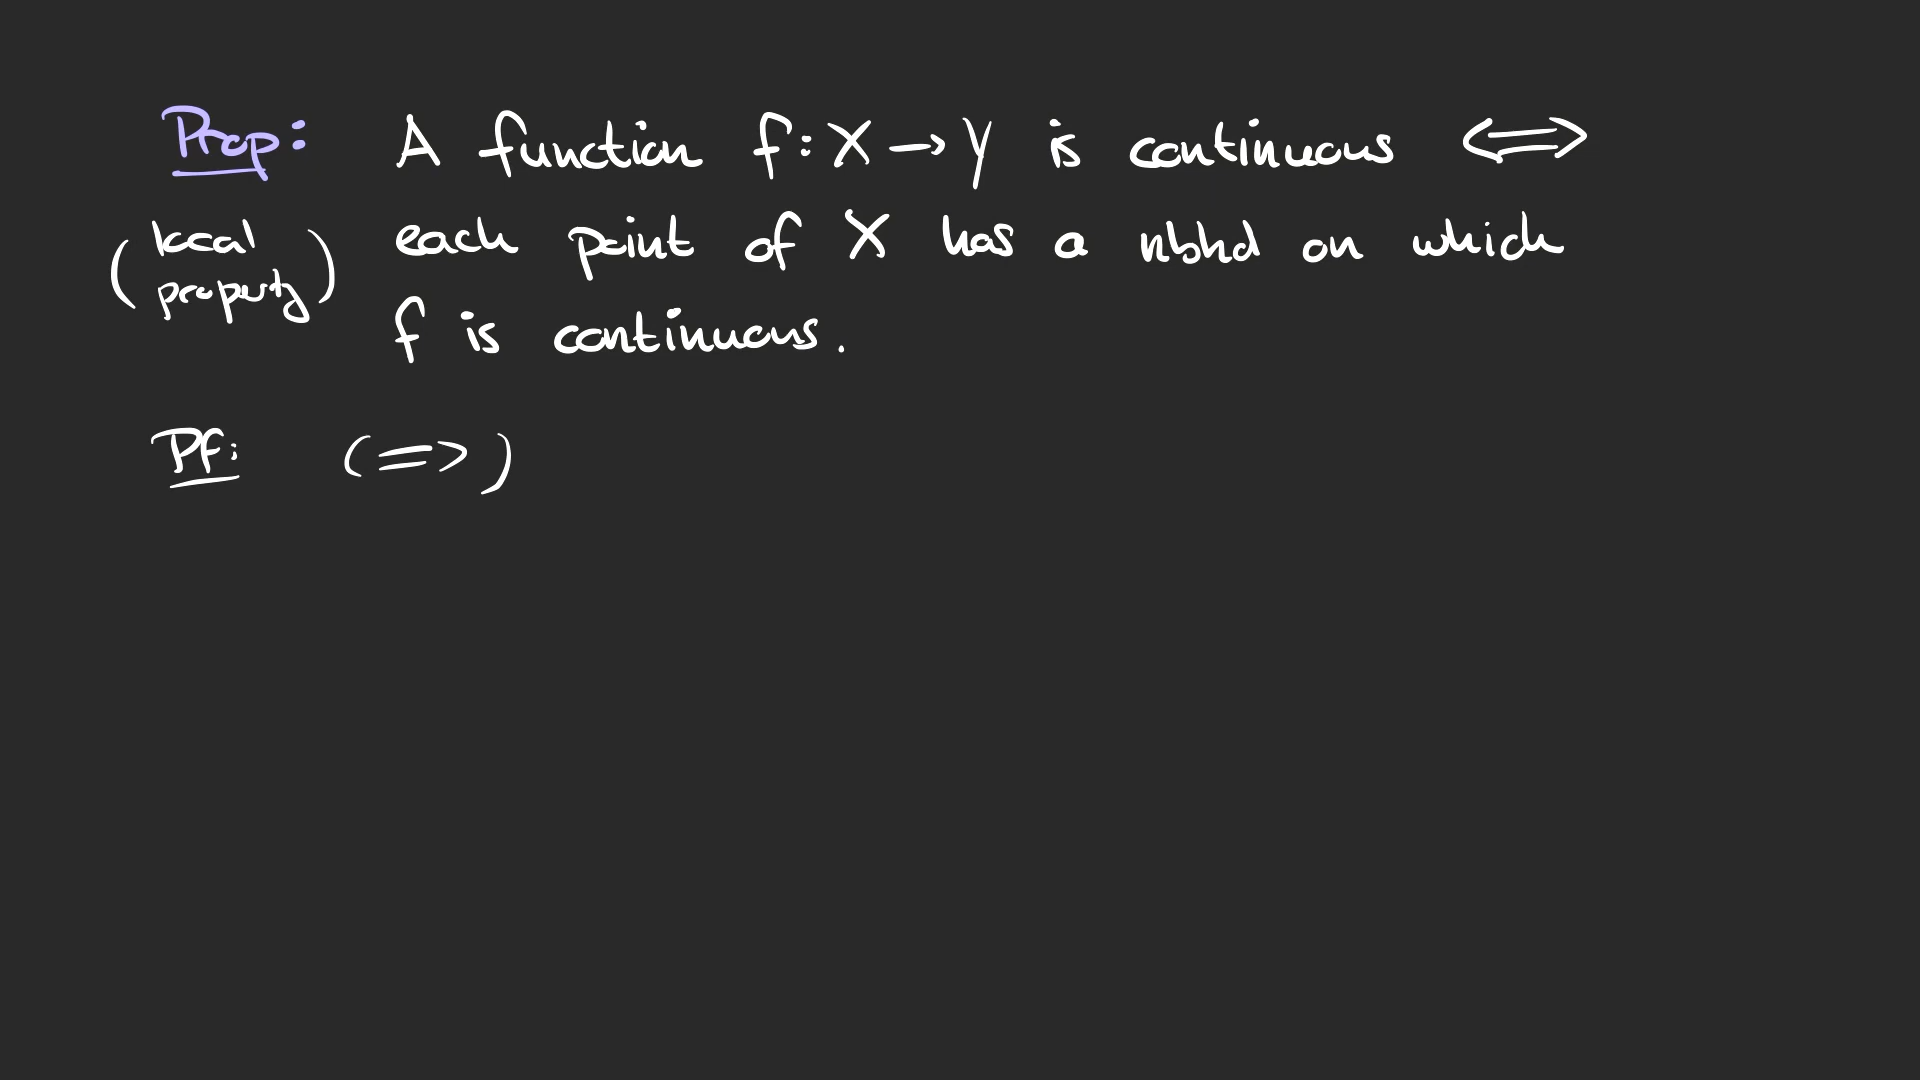 Prop: A function f: X → Y is continuous ⟺
(local property) each point of X has a nbhd on which
f is continuous.
Pf: (=>)